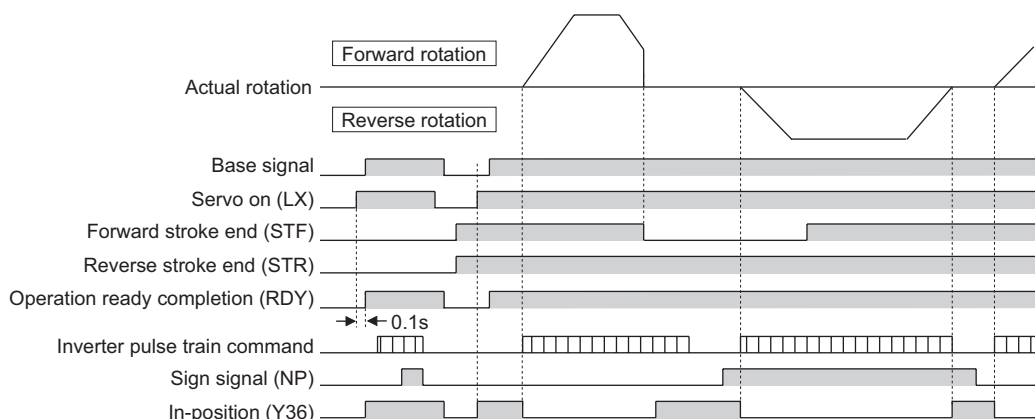 Forward rotation
Actual rotation
Reverse rotation
Base signal
Servo on (LX)
Forward stroke end (STF)
Reverse stroke end (STR)
Operation ready completion (RDY)
0.1s
Inverter pulse train command
Sign signal (NP)
In-position (Y36)